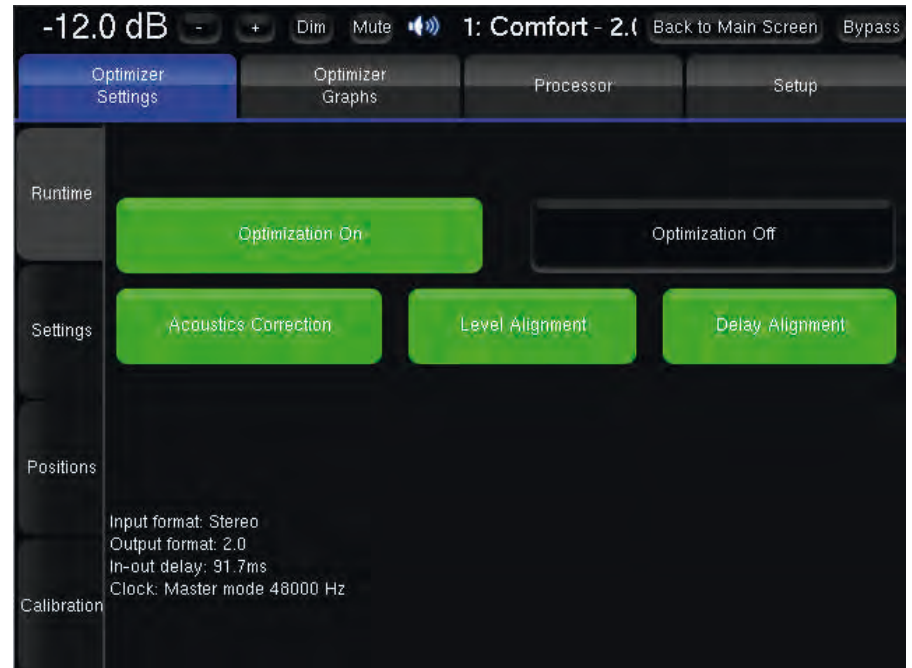 -12.0 dB - + Dim Mute 1: Comfort - 2.( Back to Main Screen Bypass
Optimizer
Settings
Optimizer
Graphs
Processor
Setup
Runtime
Optimization On
Optimization Off
Settings
Acoustics Correction
Level Alignment
Delay Alignment
Positions
Input format: Stereo
Output format: 2.0
In-out delay: 91.7ms
Clock: Master mode 48000 Hz
Calibration